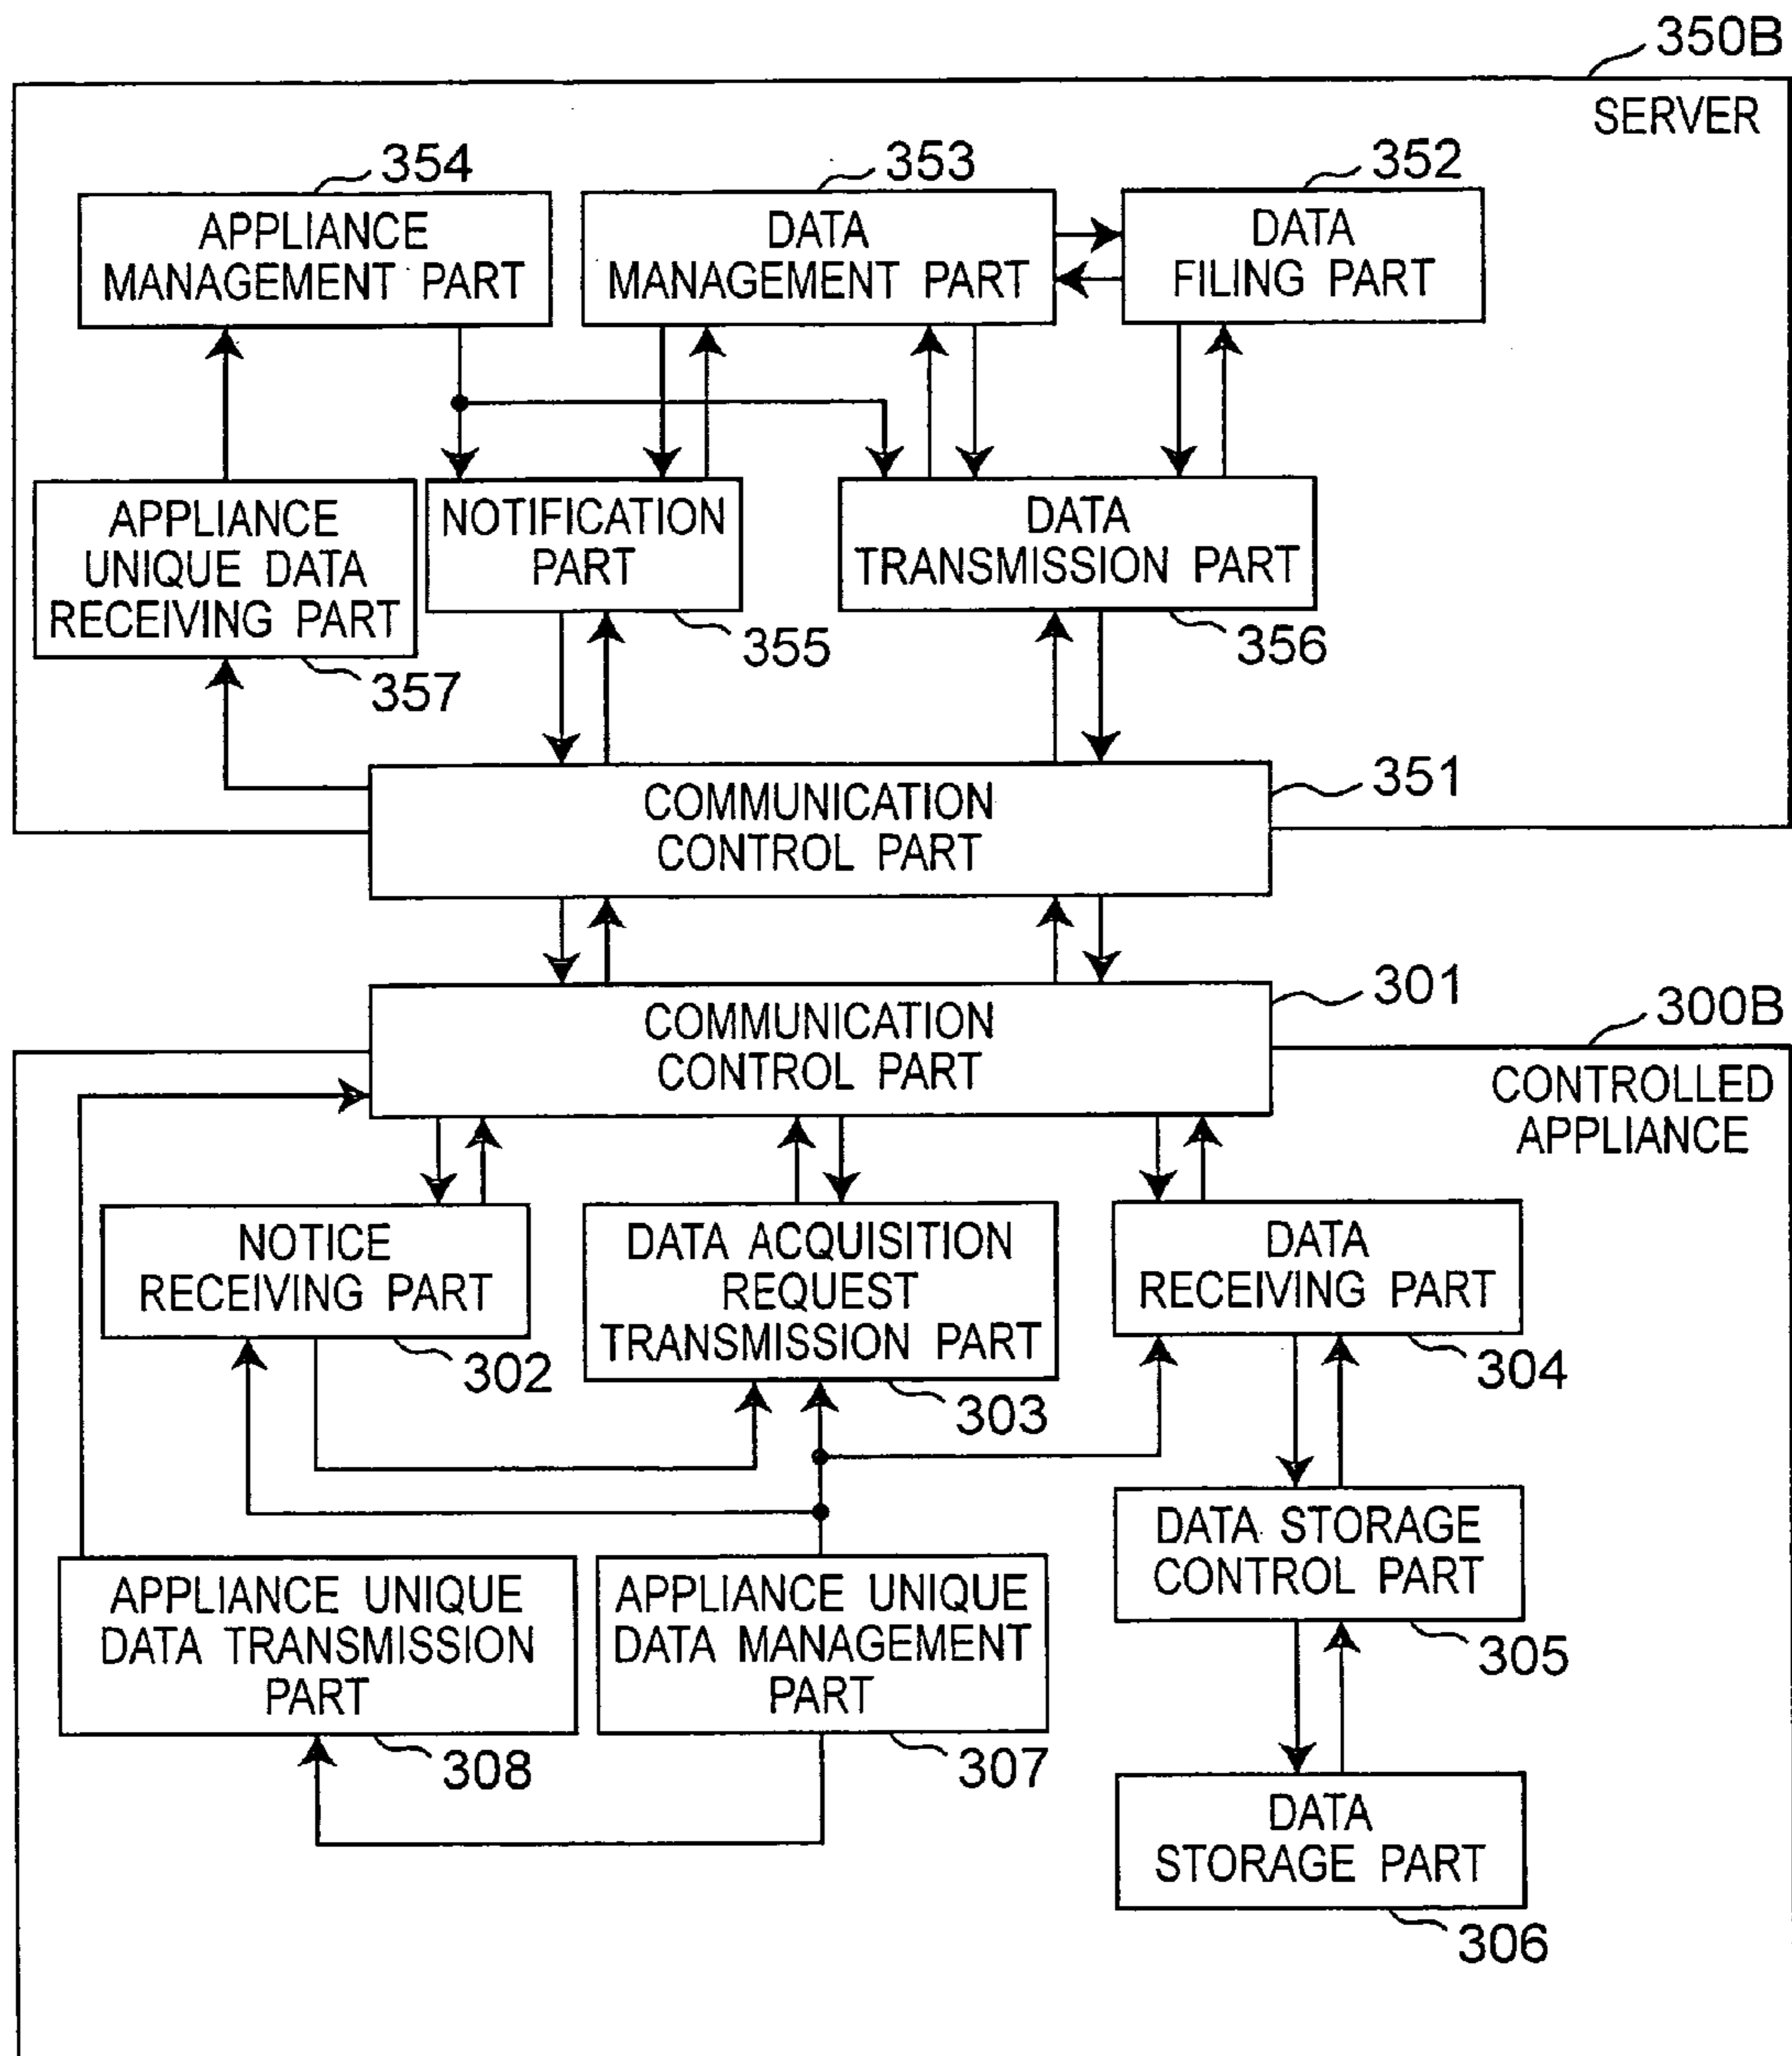 350B
SERVER
354
353
352
APPLIANCE
MANAGEMENT PART
DATA
MANAGEMENT PART
DATA
FILING PART
APPLIANCE
UNIQUE DATA
RECEIVING PART
NOTIFICATION
PART
DATA
TRANSMISSION PART
355
356
357
COMMUNICATION
CONTROL PART
351
COMMUNICATION
CONTROL PART
301
300B
CONTROLLED
APPLIANCE
NOTICE
RECEIVING PART
DATA ACQUISITION
REQUEST
TRANSMISSION PART
DATA
RECEIVING PART
302
303
304
DATA STORAGE
CONTROL PART
305
APPLIANCE UNIQUE
DATA TRANSMISSION
PART
APPLIANCE UNIQUE
DATA MANAGEMENT
PART
308
307
DATA
STORAGE PART
306